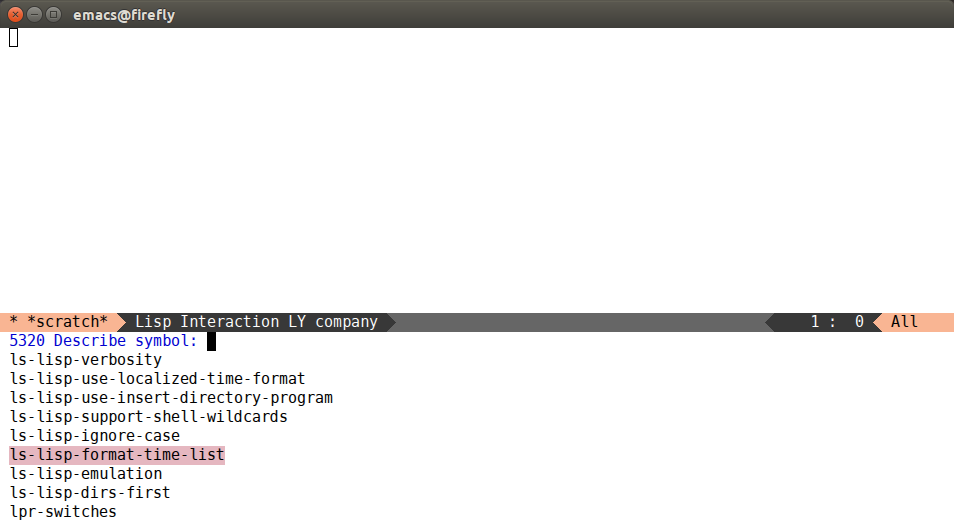 emacs@firefly
* *scratch* Lisp Interaction LY company 1 : 0 All
5320 Describe symbol:
ls-lisp-verbosity
ls-lisp-use-localized-time-format
ls-lisp-use-insert-directory-program
ls-lisp-support-shell-wildcards
ls-lisp-ignore-case
ls-lisp-format-time-list
ls-lisp-emulation
ls-lisp-dirs-first
lpr-switches